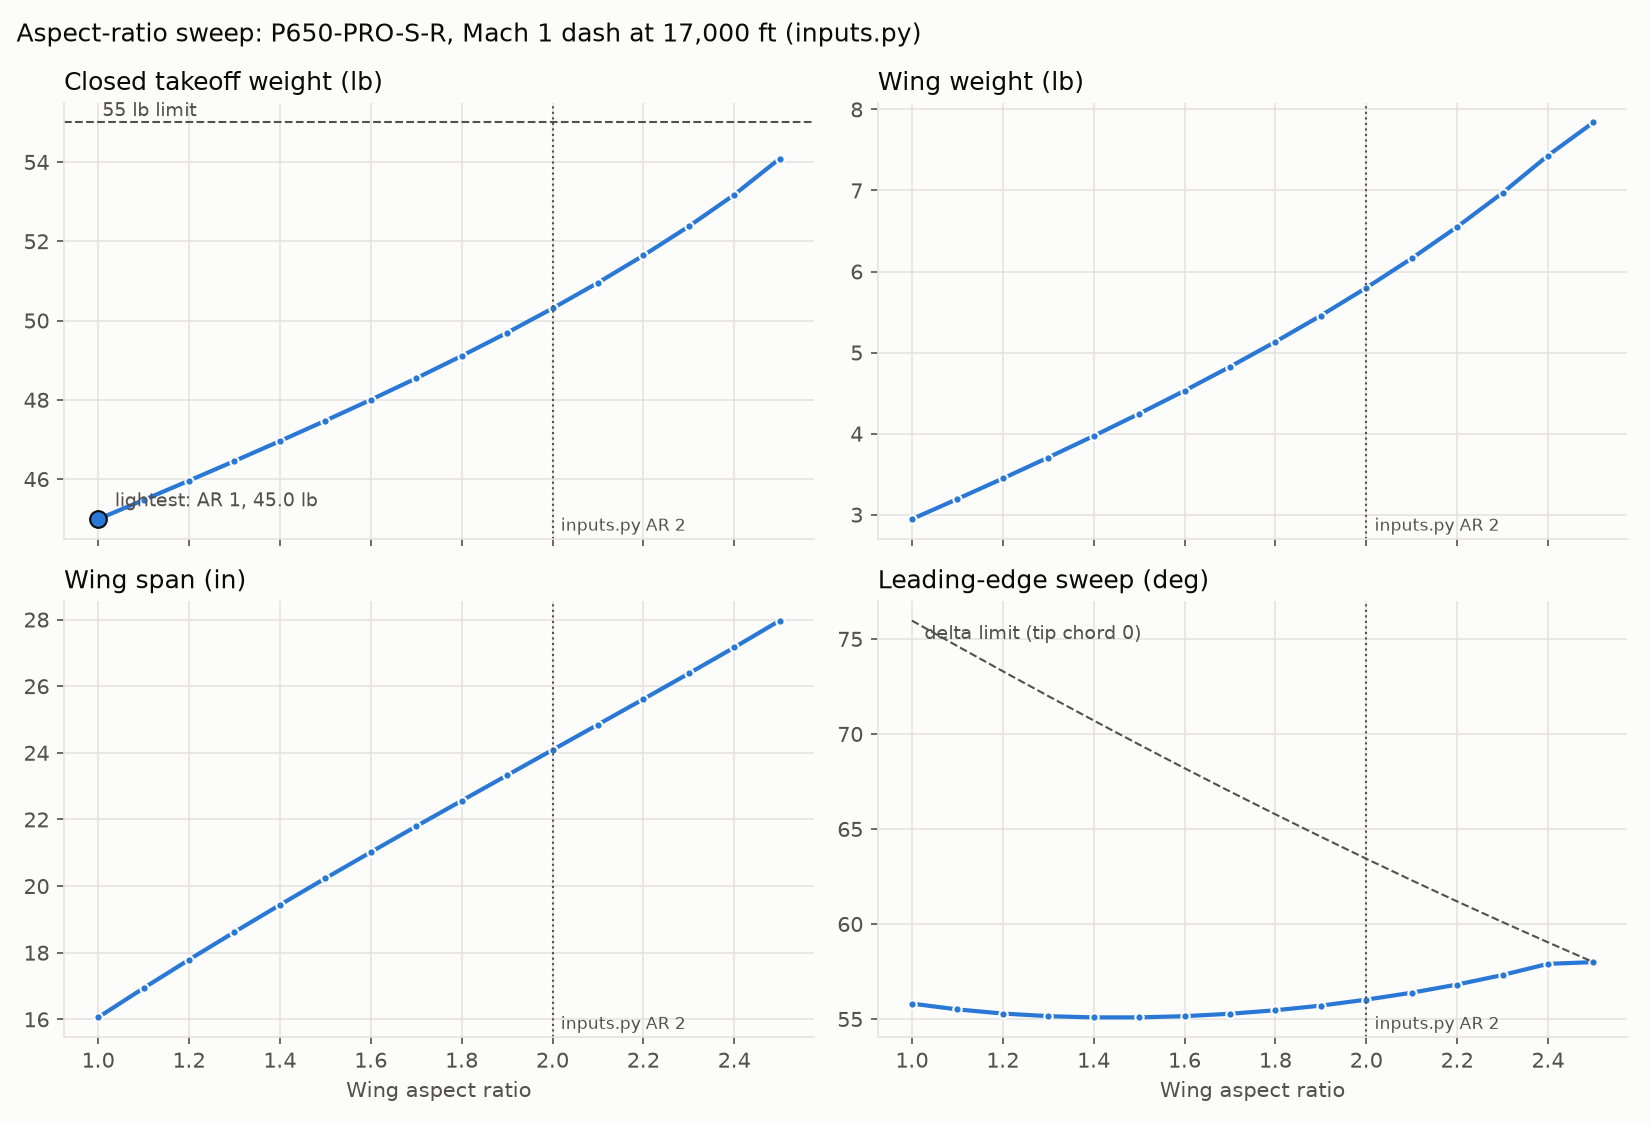 Aspect-ratio sweep: P650-PRO-S-R, Mach 1 dash at 17,000 ft (inputs.py)
Closed takeoff weight (lb)
55 lb limit
54
52
50
48
46
lightest: AR 1, 45.0 lb
inputs.py AR 2
Wing weight (lb)
8
7
6
5
4
3
inputs.py AR 2
Wing span (in)
28
26
24
22
20
18
16
inputs.py AR 2
1.0 1.2 1.4 1.6 1.8 2.0 2.2 2.4
Wing aspect ratio
Leading-edge sweep (deg)
delta limit (tip chord 0)
75
70
65
60
55
inputs.py AR 2
1.0 1.2 1.4 1.6 1.8 2.0 2.2 2.4
Wing aspect ratio